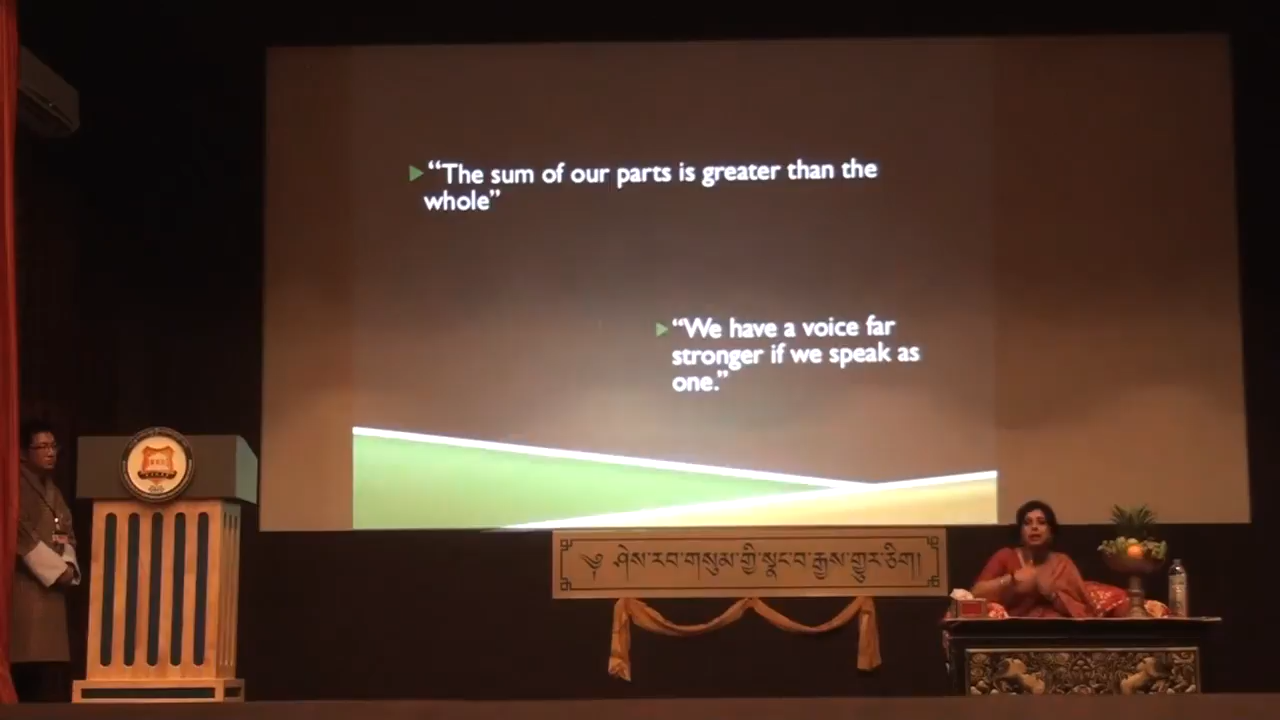 “The sum of our parts is greater than the
whole”
“We have a voice far
stronger if we speak as
one.”
༄ ཤེས་རབ་གསུམ་གྱི་སྣང་བ་རྒྱས་གྱུར་ཅིག།